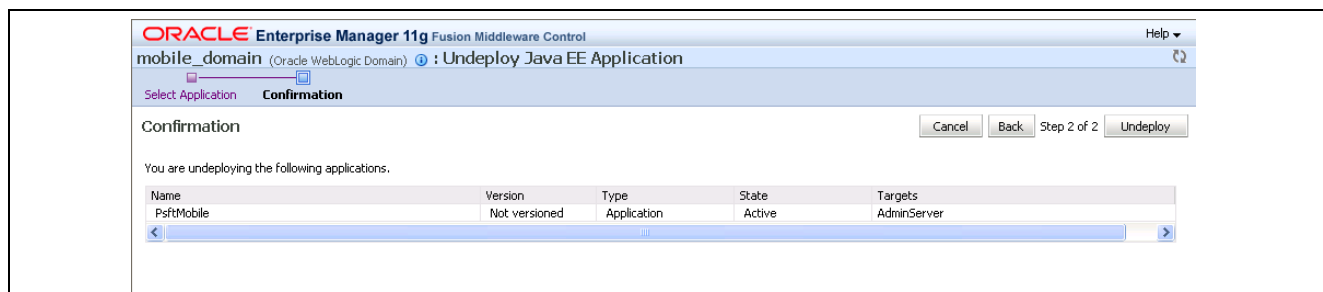 ORACLE Enterprise Manager 11g Fusion Middleware Control Help
mobile_domain (Oracle WebLogic Domain) : Undeploy Java EE Application
Select Application Confirmation
Confirmation Cancel Back Step 2 of 2 Undeploy
You are undeploying the following applications.
Name Version Type State Targets
PsftMobile Not versioned Application Active AdminServer